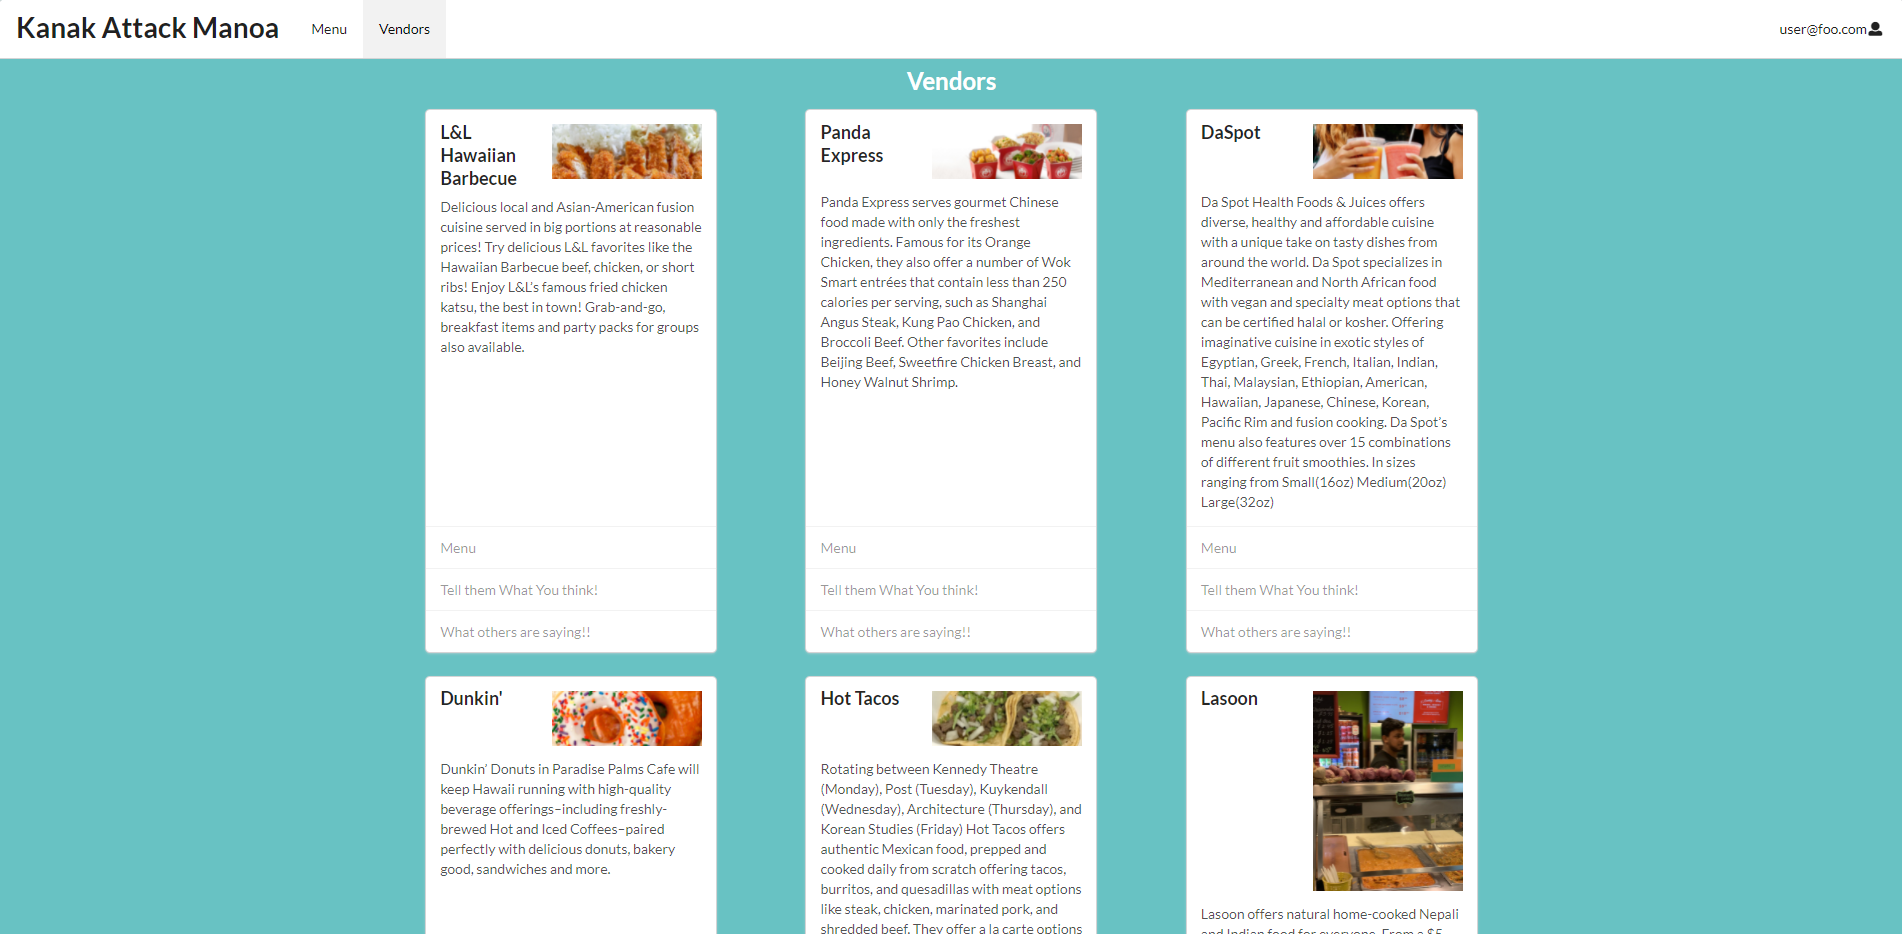 Kanak Attack Manoa
Menu
Vendors
user@foo.com
Vendors
L&L
Hawaiian
Barbecue
Delicious local and Asian-American fusion
cuisine served in big portions at reasonable
prices! Try delicious L&L favorites like the
Hawaiian Barbecue beef, chicken, or short
ribs! Enjoy L&L's famous fried chicken
katsu, the best in town! Grab-and-go,
breakfast items and party packs for groups
also available.
Menu
Tell them What You think!
What others are saying!!
Panda
Express
Panda Express serves gourmet Chinese
food made with only the freshest
ingredients. Famous for its Orange
Chicken, they also offer a number of Wok
Smart entrées that contain less than 250
calories per serving, such as Shanghai
Angus Steak, Kung Pao Chicken, and
Broccoli Beef. Other favorites include
Beijing Beef, Sweetfire Chicken Breast, and
Honey Walnut Shrimp.
Menu
Tell them What You think!
What others are saying!!
DaSpot
Da Spot Health Foods & Juices offers
diverse, healthy and affordable cuisine
with a unique take on tasty dishes from
around the world. Da Spot specializes in
Mediterranean and North African food
with vegan and specialty meat options that
can be certified halal or kosher. Offering
imaginative cuisine in exotic styles of
Egyptian, Greek, French, Italian, Indian,
Thai, Malaysian, Ethiopian, American,
Hawaiian, Japanese, Chinese, Korean,
Pacific Rim and fusion cooking. Da Spot's
menu also features over 15 combinations
of different fruit smoothies. In sizes
ranging from Small(16oz) Medium(20oz)
Large(32oz)
Menu
Tell them What You think!
What others are saying!!
Dunkin'
Dunkin' Donuts in Paradise Palms Cafe will
keep Hawaii running with high-quality
beverage offerings–including freshly-
brewed Hot and Iced Coffees–paired
perfectly with delicious donuts, bakery
good, sandwiches and more.
Hot Tacos
Rotating between Kennedy Theatre
(Monday), Post (Tuesday), Kuykendall
(Wednesday), Architecture (Thursday), and
Korean Studies (Friday) Hot Tacos offers
authentic Mexican food, prepped and
cooked daily from scratch offering tacos,
burritos, and quesadillas with meat options
like steak, chicken, marinated pork, and
shredded beef. They offer a la carte options
Lasoon
Lasoon offers natural home-cooked Nepali
and Indian food for everyone. From a $5